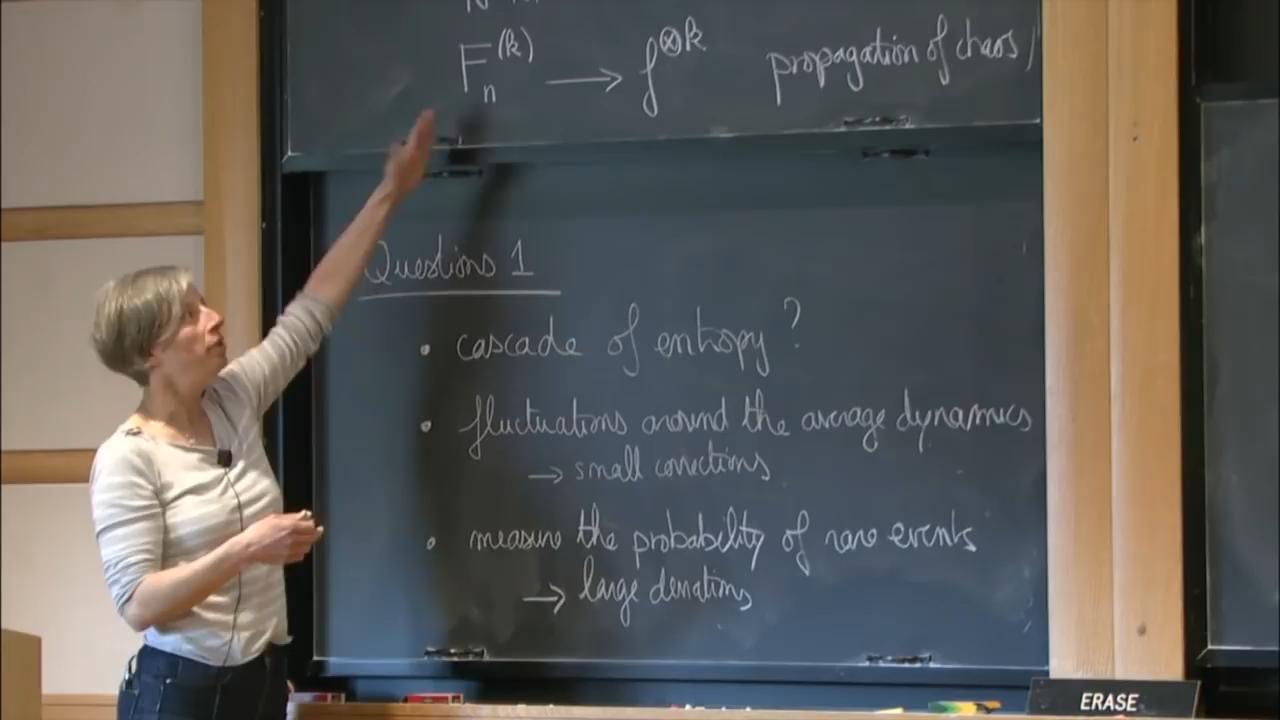 F_n^(k) → f^⊗k propagation of chaos
Questions 1
• cascade of entropy ?
• fluctuations around the average dynamics
→ small corrections
• measure the probability of rare events
→ large deviations
ERASE